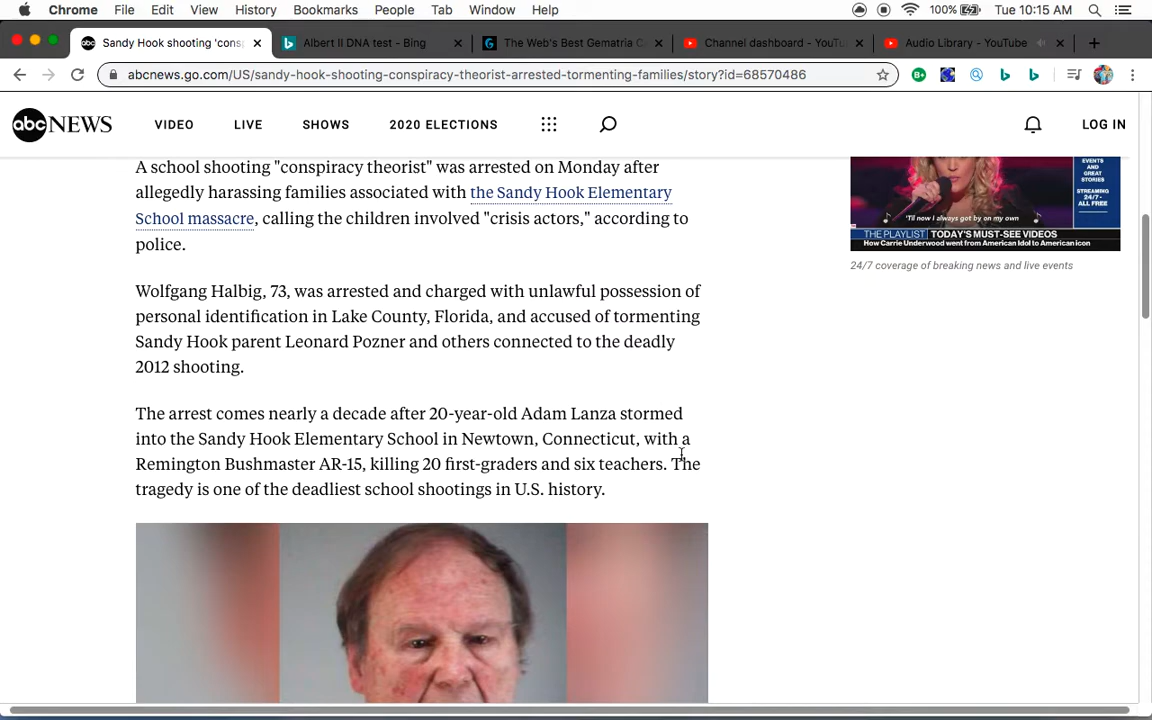 Chrome File Edit View History Bookmarks People Tab Window Help 100% Tue 10:15 AM
Sandy Hook shooting 'cons Albert II DNA test - Bing The Web's Best Gematria C Channel dashboard - YouTu Audio Library - YouTube
abcnews.go.com/US/sandy-hook-shooting-conspiracy-theorist-arrested-tormenting-families/story?id=68570486
abc NEWS VIDEO LIVE SHOWS 2020 ELECTIONS LOG IN
A school shooting "conspiracy theorist" was arrested on Monday after
allegedly harassing families associated with the Sandy Hook Elementary
School massacre, calling the children involved "crisis actors," according to
police.
Wolfgang Halbig, 73, was arrested and charged with unlawful possession of
personal identification in Lake County, Florida, and accused of tormenting
Sandy Hook parent Leonard Pozner and others connected to the deadly
2012 shooting.
The arrest comes nearly a decade after 20-year-old Adam Lanza stormed
into the Sandy Hook Elementary School in Newtown, Connecticut, with a
Remington Bushmaster AR-15, killing 20 first-graders and six teachers. The
tragedy is one of the deadliest school shootings in U.S. history.
EVENTS
AND
GREAT
STORIES
STREAMING
24/7 -
ALL FREE
'Til now I always got by on my own
THE PLAYLIST TODAY'S MUST-SEE VIDEOS
How Carrie Underwood went from American Idol to American icon
24/7 coverage of breaking news and live events